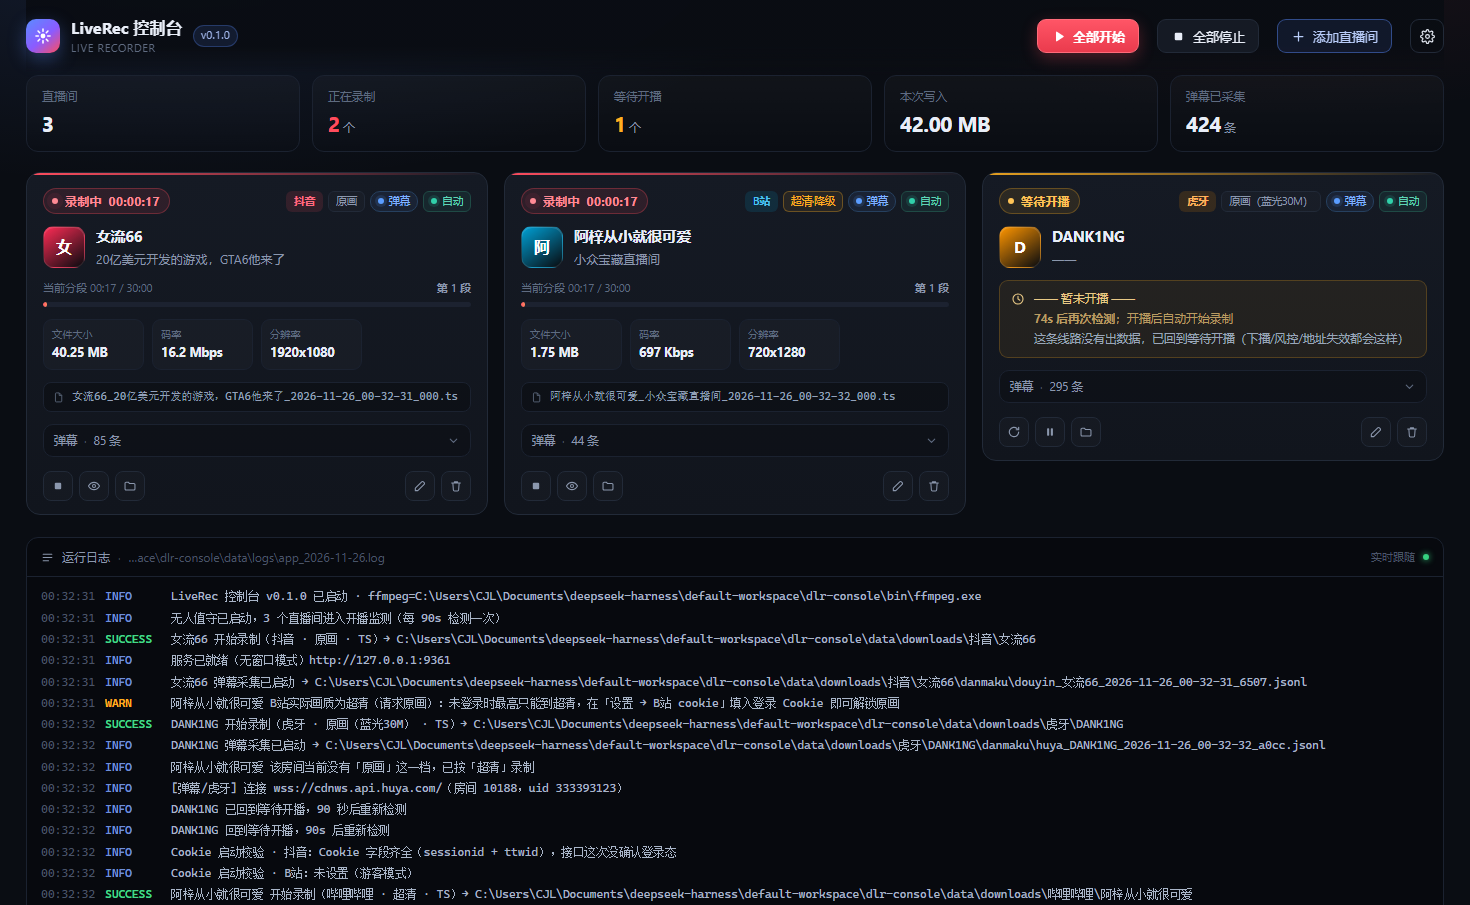 LiveRec 控制台 v0.1.0
LIVE RECORDER
全部开始
全部停止
添加直播间
直播间
3
正在录制
2 个
等待开播
1 个
本次写入
42.00 MB
弹幕已采集
424 条
录制中 00:00:17
抖音
原画
弹幕
自动
女
女流66
20亿美元开发的游戏，GTA6他来了
当前分段 00:17 / 30:00
第 1 段
文件大小
40.25 MB
码率
16.2 Mbps
分辨率
1920x1080
女流66_20亿美元开发的游戏，GTA6他来了_2026-11-26_00-32-31_000.ts
弹幕 · 85 条
录制中 00:00:17
B站
超清降级
弹幕
自动
阿
阿梓从小就很可爱
小众宝藏直播间
当前分段 00:17 / 30:00
第 1 段
文件大小
1.75 MB
码率
697 Kbps
分辨率
720x1280
阿梓从小就很可爱_小众宝藏直播间_2026-11-26_00-32-32_000.ts
弹幕 · 44 条
等待开播
虎牙
原画（蓝光30M）
弹幕
自动
D
DANK1NG
——
—— 暂未开播 ——
74s 后再次检测；开播后自动开始录制
这条线路没有出数据，已回到等待开播（下播/风控/地址失效都会这样）
弹幕 · 295 条
运行日志 · …ace\dlr-console\data\logs\app_2026-11-26.log
实时跟随
00:32:31 INFO LiveRec 控制台 v0.1.0 已启动 · ffmpeg=C:\Users\CJL\Documents\deepseek-harness\default-workspace\dlr-console\bin\ffmpeg.exe
00:32:31 INFO 无人值守已启动，3 个直播间进入开播监测（每 90s 检测一次）
00:32:31 SUCCESS 女流66 开始录制（抖音 · 原画 · TS）→ C:\Users\CJL\Documents\deepseek-harness\default-workspace\dlr-console\data\downloads\抖音\女流66
00:32:31 INFO 服务已就绪（无窗口模式）http://127.0.0.1:9361
00:32:31 INFO 女流66 弹幕采集已启动 → C:\Users\CJL\Documents\deepseek-harness\default-workspace\dlr-console\data\downloads\抖音\女流66\danmaku\douyin_女流66_2026-11-26_00-32-31_6507.jsonl
00:32:31 WARN 阿梓从小就很可爱 B站实际画质为超清（请求原画）：未登录时最高只能到超清，在「设置 → B站 cookie」填入登录 Cookie 即可解锁原画
00:32:32 SUCCESS DANK1NG 开始录制（虎牙 · 原画（蓝光30M） · TS）→ C:\Users\CJL\Documents\deepseek-harness\default-workspace\dlr-console\data\downloads\虎牙\DANK1NG
00:32:32 INFO DANK1NG 弹幕采集已启动 → C:\Users\CJL\Documents\deepseek-harness\default-workspace\dlr-console\data\downloads\虎牙\DANK1NG\danmaku\huya_DANK1NG_2026-11-26_00-32-32_a0cc.jsonl
00:32:32 INFO 阿梓从小就很可爱 该房间当前没有「原画」这一档，已按「超清」录制
00:32:32 INFO [弹幕/虎牙] 连接 wss://cdnws.api.huya.com/（房间 10188，uid 333393123）
00:32:32 INFO DANK1NG 已回到等待开播，90 秒后重新检测
00:32:32 INFO DANK1NG 回到等待开播，90s 后重新检测
00:32:32 INFO Cookie 启动校验 · 抖音：Cookie 字段齐全（sessionid + ttwid），接口这次没确认登录态
00:32:32 INFO Cookie 启动校验 · B站：未设置（游客模式）
00:32:32 SUCCESS 阿梓从小就很可爱 开始录制（哔哩哔哩 · 超清 · TS）→ C:\Users\CJL\Documents\deepseek-harness\default-workspace\dlr-console\data\downloads\哔哩哔哩\阿梓从小就很可爱